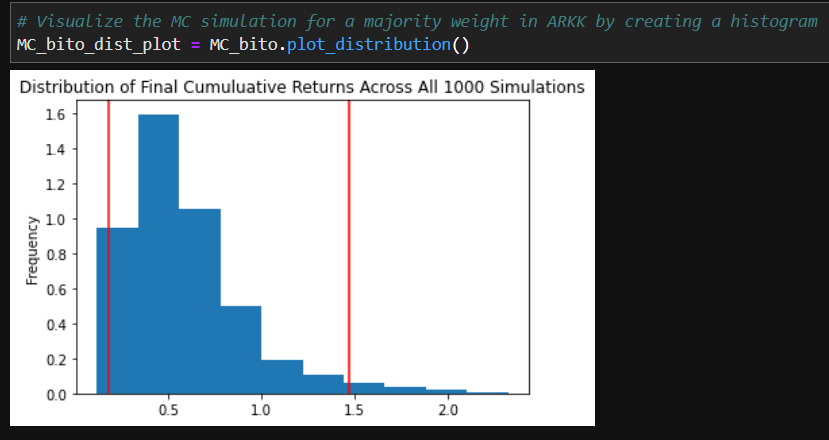 # Visualize the MC simulation for a majority weight in ARKK by creating a histogram
MC_bito_dist_plot = MC_bito.plot_distribution()
Distribution of Final Cumuluative Returns Across All 1000 Simulations
1.6
1.4
1.2
1.0
0.8
0.6
0.4
0.2
0.0
Frequency
0.5 1.0 1.5 2.0